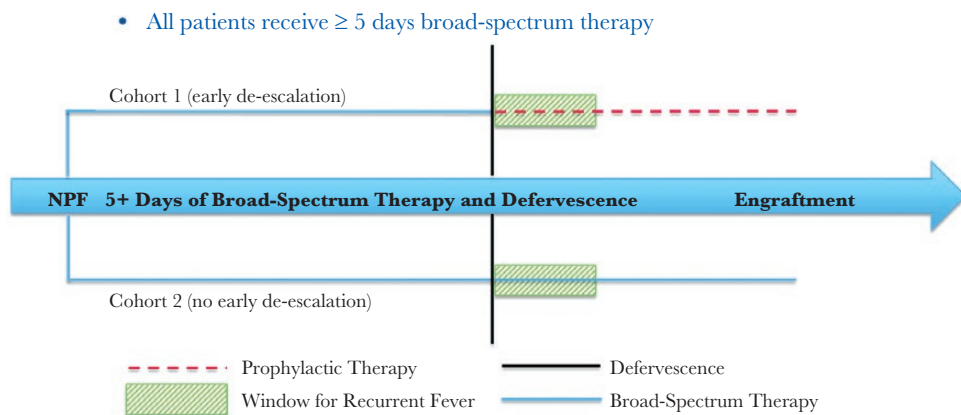 • All patients receive ≥ 5 days broad-spectrum therapy
Cohort 1 (early de-escalation)
NPF 5+ Days of Broad-Spectrum Therapy and Defervescence Engraftment
Cohort 2 (no early de-escalation)
Prophylactic Therapy
Defervescence
Window for Recurrent Fever
Broad-Spectrum Therapy